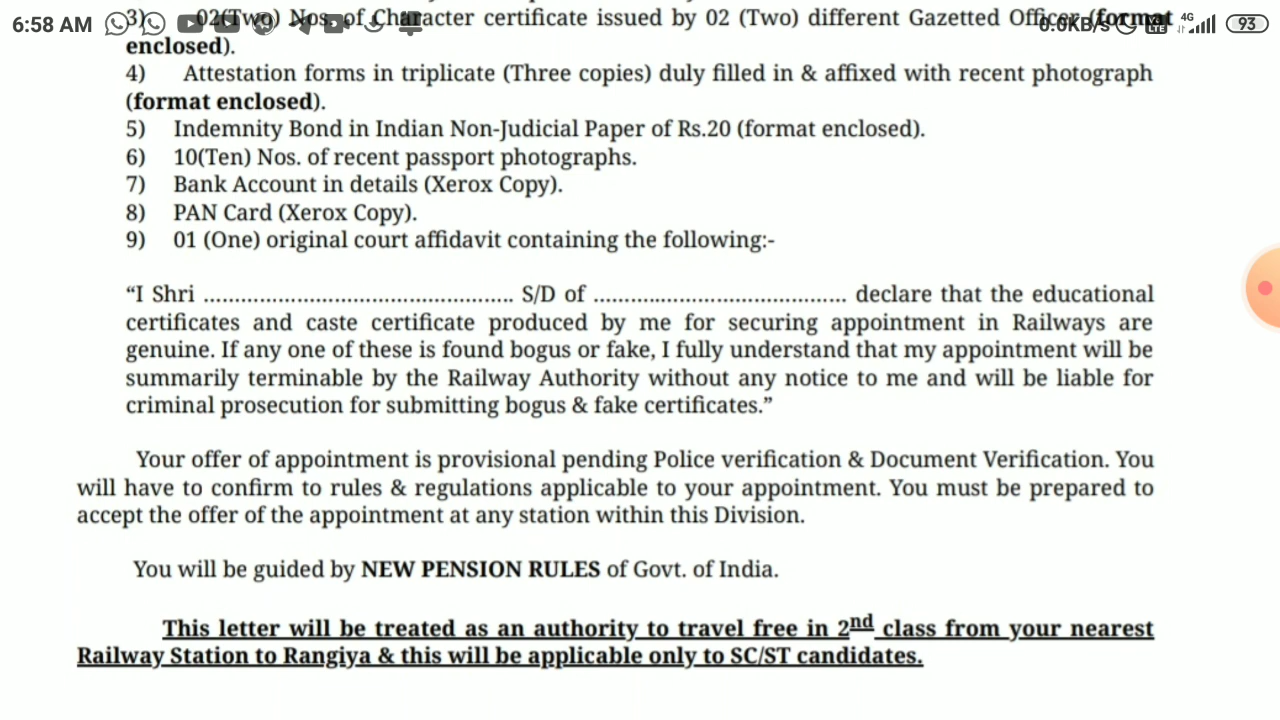 6:58 AM 0.0KB/s 4G LTE 93
3) 02(Two) Nos. of Character certificate issued by 02 (Two) different Gazetted Officer (format
enclosed).
4) Attestation forms in triplicate (Three copies) duly filled in & affixed with recent photograph
(format enclosed).
5) Indemnity Bond in Indian Non-Judicial Paper of Rs.20 (format enclosed).
6) 10(Ten) Nos. of recent passport photographs.
7) Bank Account in details (Xerox Copy).
8) PAN Card (Xerox Copy).
9) 01 (One) original court affidavit containing the following:-
“I Shri ................................................. S/D of ........................................ declare that the educational
certificates and caste certificate produced by me for securing appointment in Railways are
genuine. If any one of these is found bogus or fake, I fully understand that my appointment will be
summarily terminable by the Railway Authority without any notice to me and will be liable for
criminal prosecution for submitting bogus & fake certificates.”
Your offer of appointment is provisional pending Police verification & Document Verification. You
will have to confirm to rules & regulations applicable to your appointment. You must be prepared to
accept the offer of the appointment at any station within this Division.
You will be guided by NEW PENSION RULES of Govt. of India.
This letter will be treated as an authority to travel free in 2nd class from your nearest
Railway Station to Rangiya & this will be applicable only to SC/ST candidates.